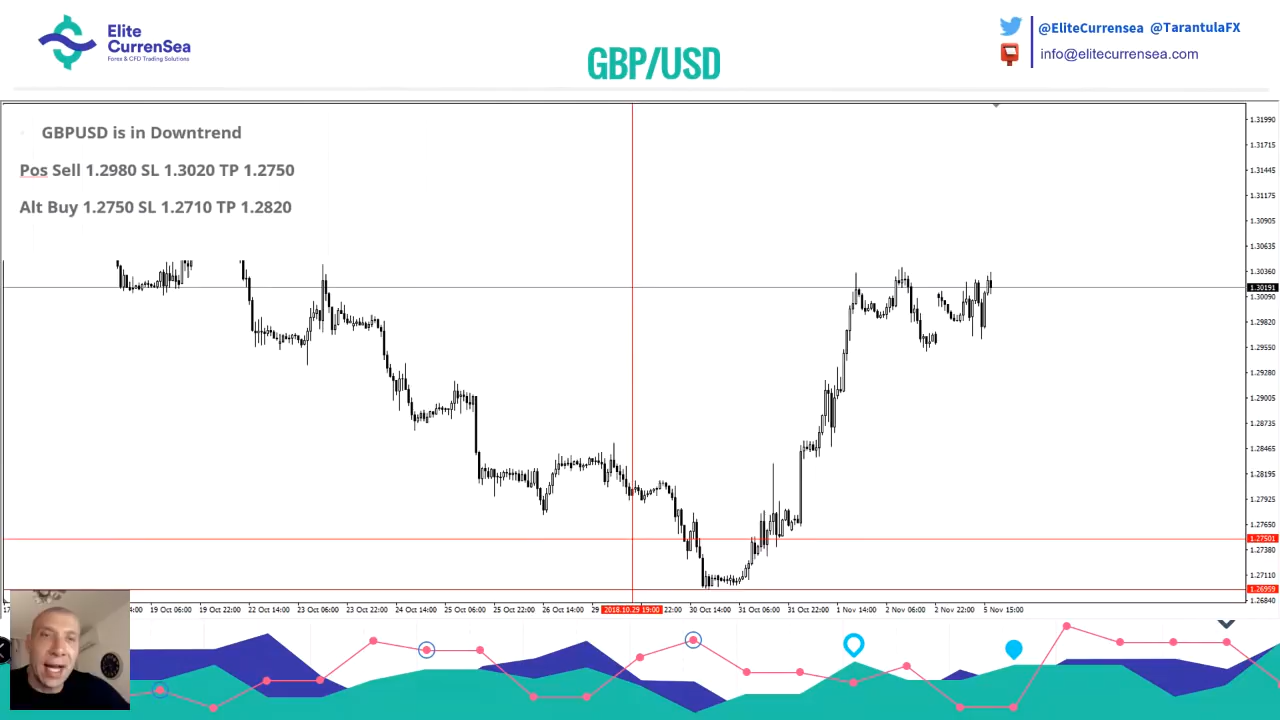 Elite
CurrenSea
Forex & CFD Trading Solutions
GBP/USD
@EliteCurrensea @TarantulaFX
info@elitecurrensea.com
GBPUSD is in Downtrend
Pos Sell 1.2980 SL 1.3020 TP 1.2750
Alt Buy 1.2750 SL 1.2710 TP 1.2820
1.31990
1.31715
1.31445
1.31175
1.30905
1.30635
1.30360
1.30191
1.30090
1.29820
1.29550
1.29280
1.29005
1.28735
1.28465
1.28195
1.27925
1.27650
1.27501
1.27380
1.27110
1.26959
1.26840
17 14:00 19 Oct 06:00 19 Oct 22:00 22 Oct 14:00 23 Oct 06:00 23 Oct 22:00 24 Oct 14:00 25 Oct 06:00 25 Oct 22:00 26 Oct 14:00 29 2018.10.29 19:00 22:00 30 Oct 14:00 31 Oct 06:00 31 Oct 22:00 1 Nov 14:00 2 Nov 06:00 2 Nov 22:00 5 Nov 15:00